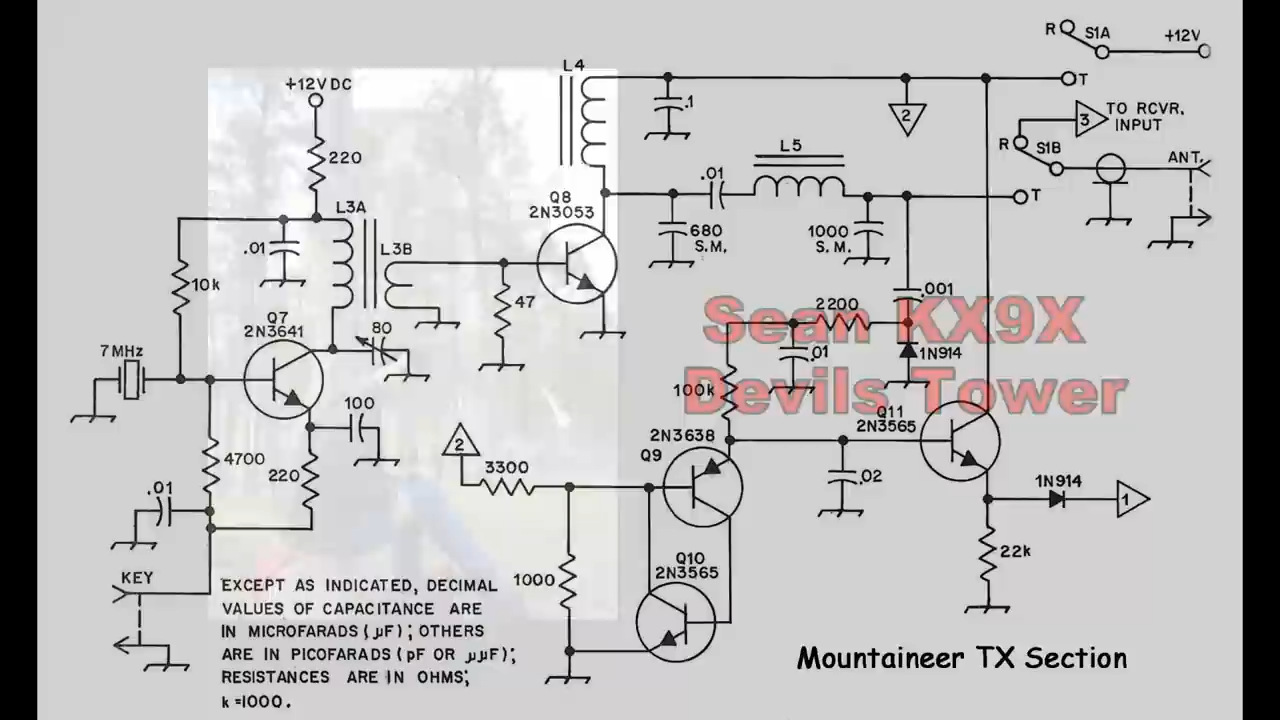 R S1A +12V
L4
+12V DC
.1
T
2
3 TO RCVR.
INPUT
220
L5
R S1B
ANT.
.01
Q8
2N3053
T
L3A
L3B
.01
680
S.M.
1000
S.M.
10k
47
.001
2200
Sean KX9X
Q7
2N3641
80
.01
1N914
7MHz
100k
Devils Tower
100
Q11
2N3565
2N3638
Q9
2
4700
3300
220
.02
1N914
.01
1
22k
Q10
2N3565
1000
KEY
EXCEPT AS INDICATED, DECIMAL
VALUES OF CAPACITANCE ARE
IN MICROFARADS (µF); OTHERS
ARE IN PICOFARADS (pF OR µµF);
RESISTANCES ARE IN OHMS;
k =1000.
Mountaineer TX Section